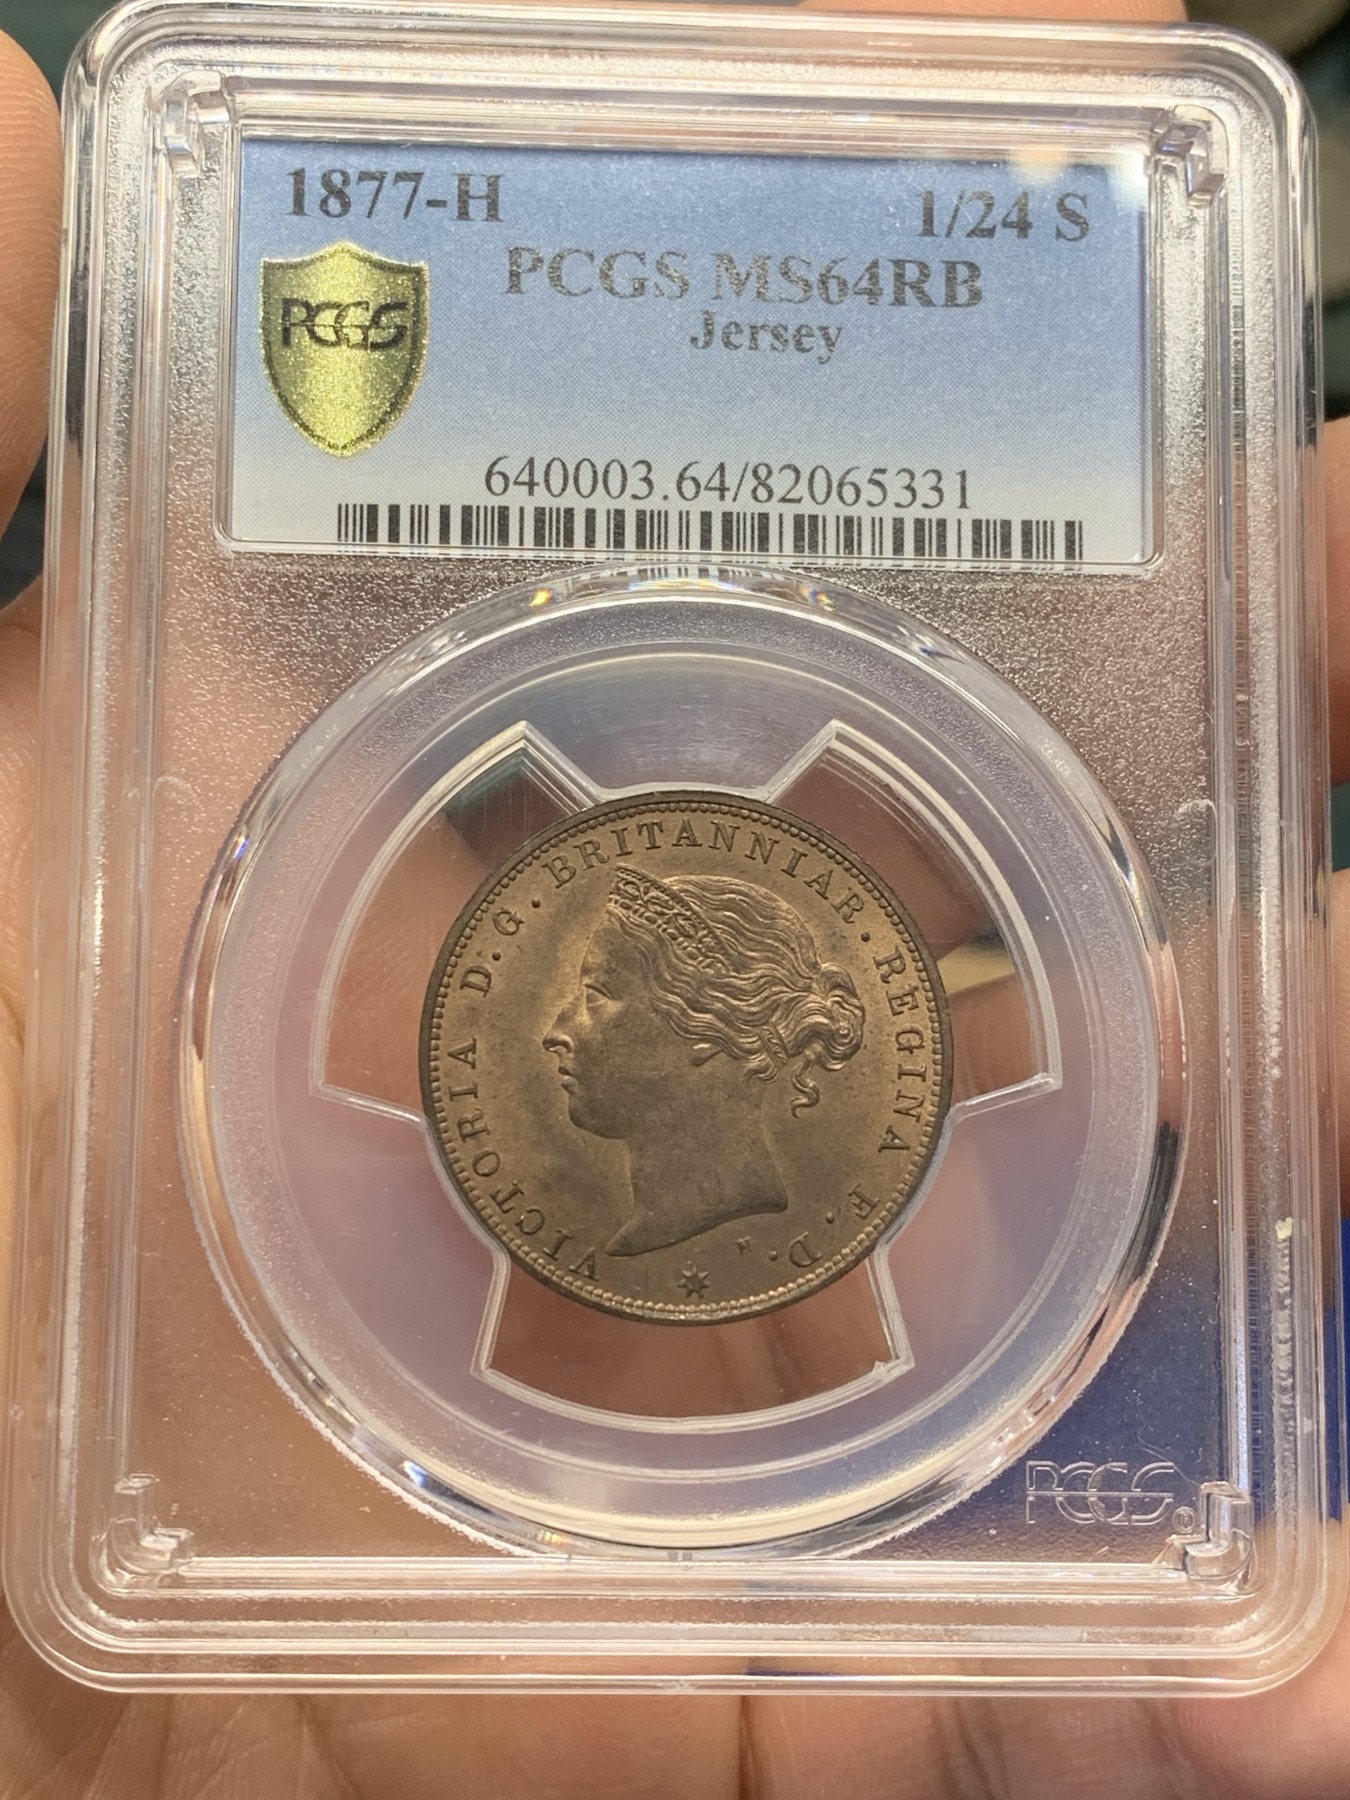 1877-H 1/24 S
PCGS MS64RB
Jersey
PCGS
640003.64/82065331
VICTORIA D. G. BRITANNIAR. REGINA F. D.
H
PCGS®